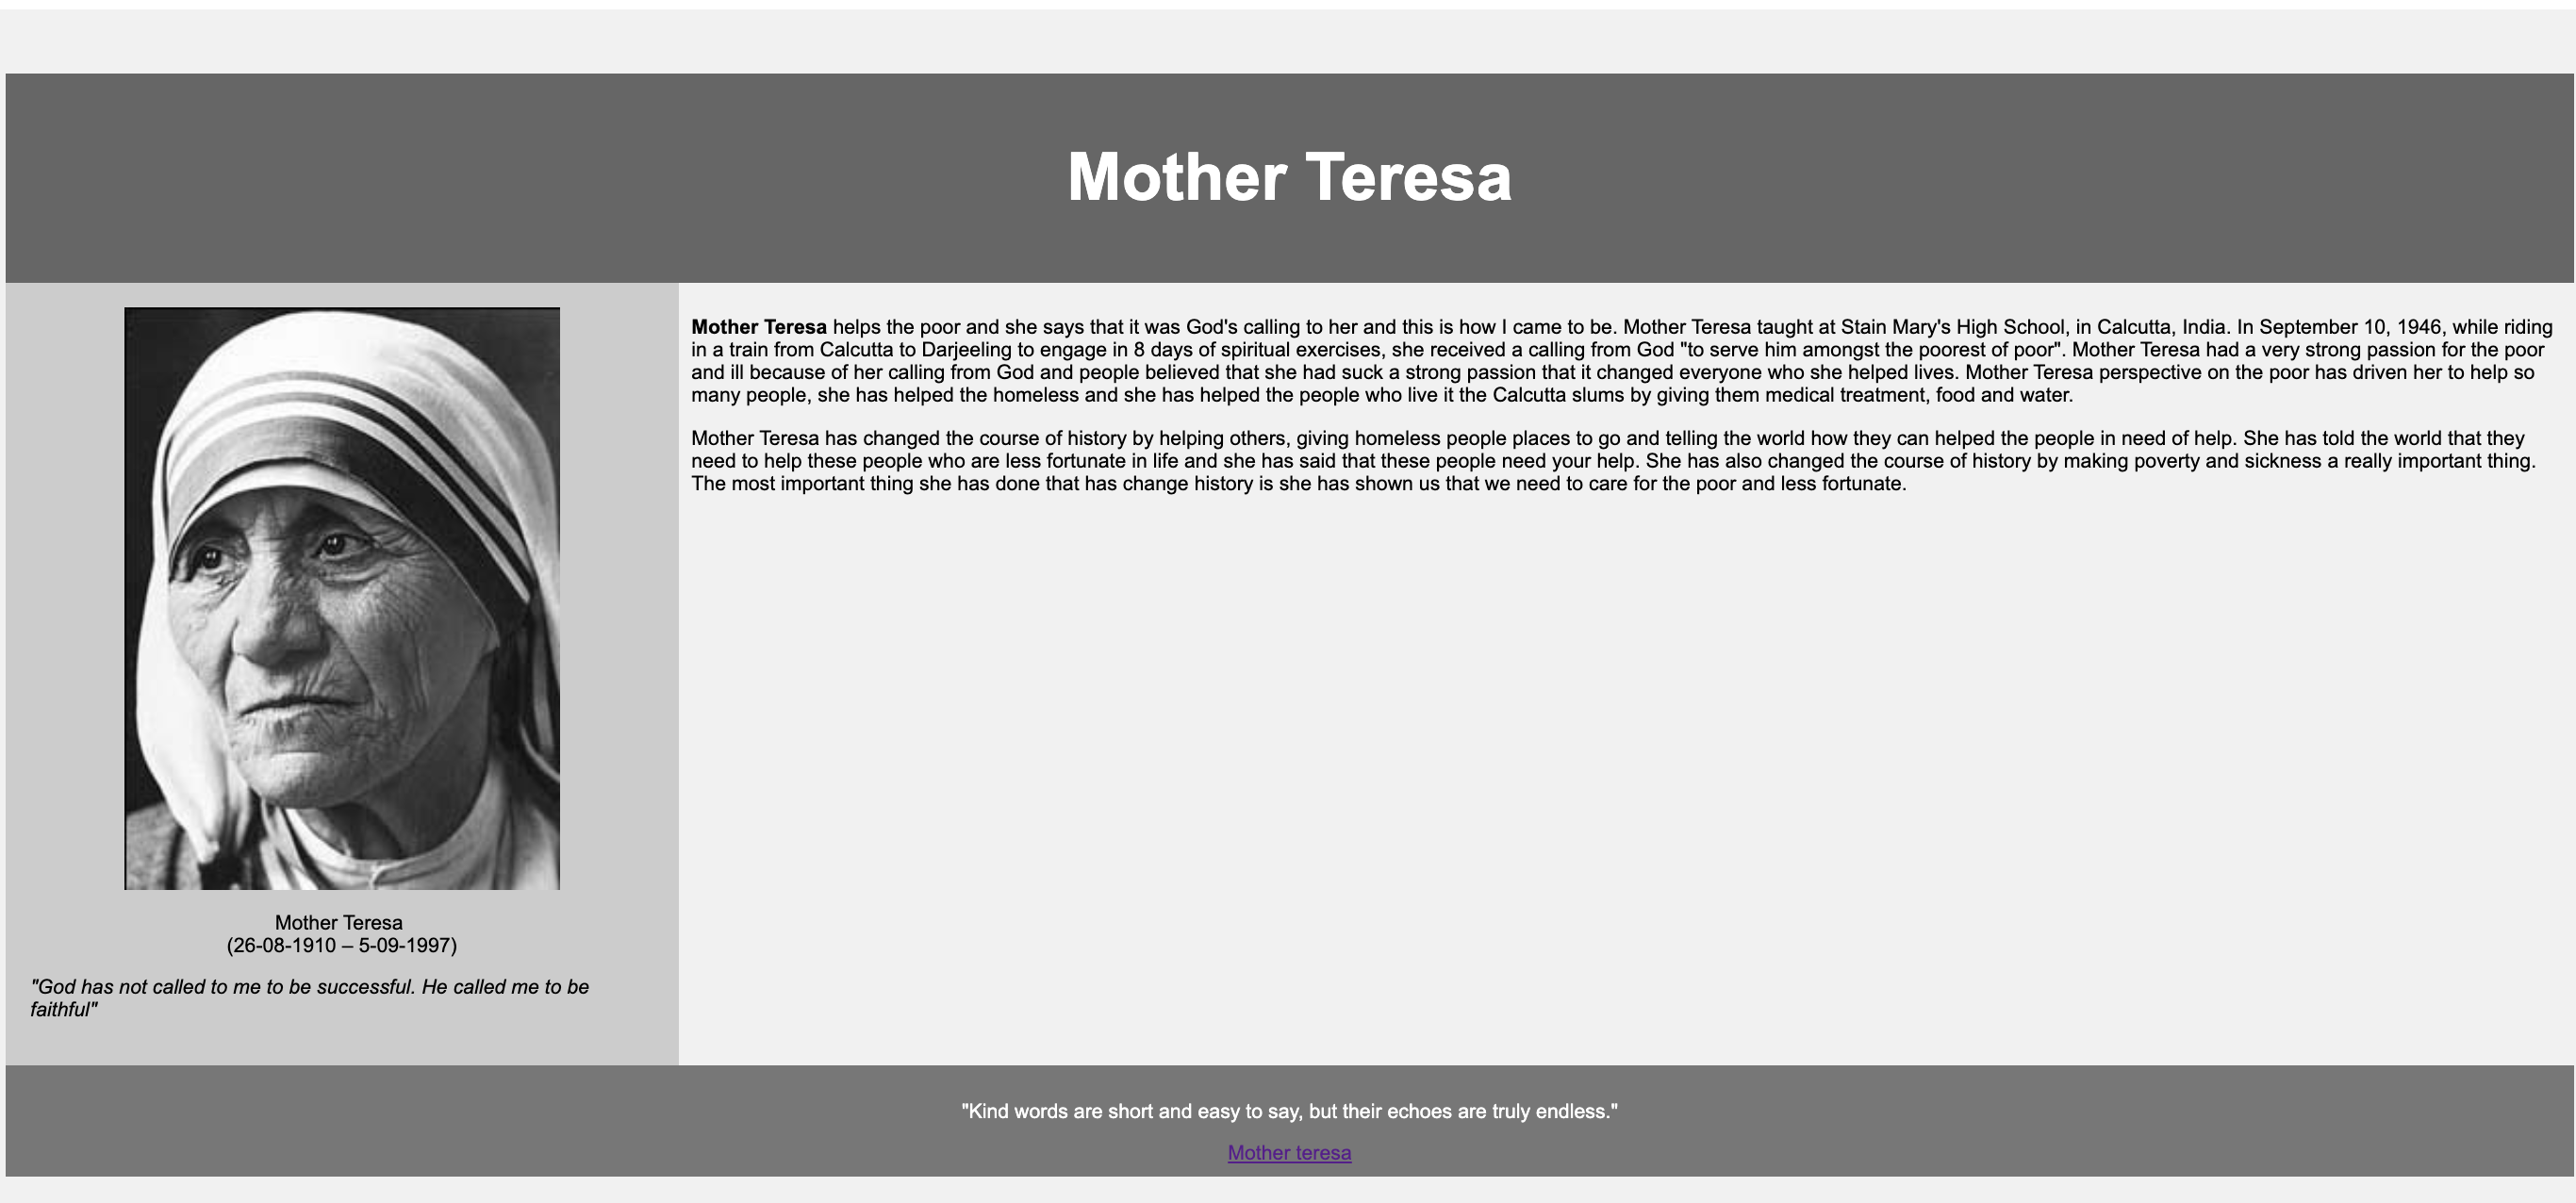 Mother Teresa
Mother Teresa
(26-08-1910 – 5-09-1997)
"God has not called to me to be successful. He called me to be
faithful"
Mother Teresa helps the poor and she says that it was God's calling to her and this is how I came to be. Mother Teresa taught at Stain Mary's High School, in Calcutta, India. In September 10, 1946, while riding
in a train from Calcutta to Darjeeling to engage in 8 days of spiritual exercises, she received a calling from God "to serve him amongst the poorest of poor". Mother Teresa had a very strong passion for the poor
and ill because of her calling from God and people believed that she had suck a strong passion that it changed everyone who she helped lives. Mother Teresa perspective on the poor has driven her to help so
many people, she has helped the homeless and she has helped the people who live it the Calcutta slums by giving them medical treatment, food and water.
Mother Teresa has changed the course of history by helping others, giving homeless people places to go and telling the world how they can helped the people in need of help. She has told the world that they
need to help these people who are less fortunate in life and she has said that these people need your help. She has also changed the course of history by making poverty and sickness a really important thing.
The most important thing she has done that has change history is she has shown us that we need to care for the poor and less fortunate.
"Kind words are short and easy to say, but their echoes are truly endless."
Mother teresa